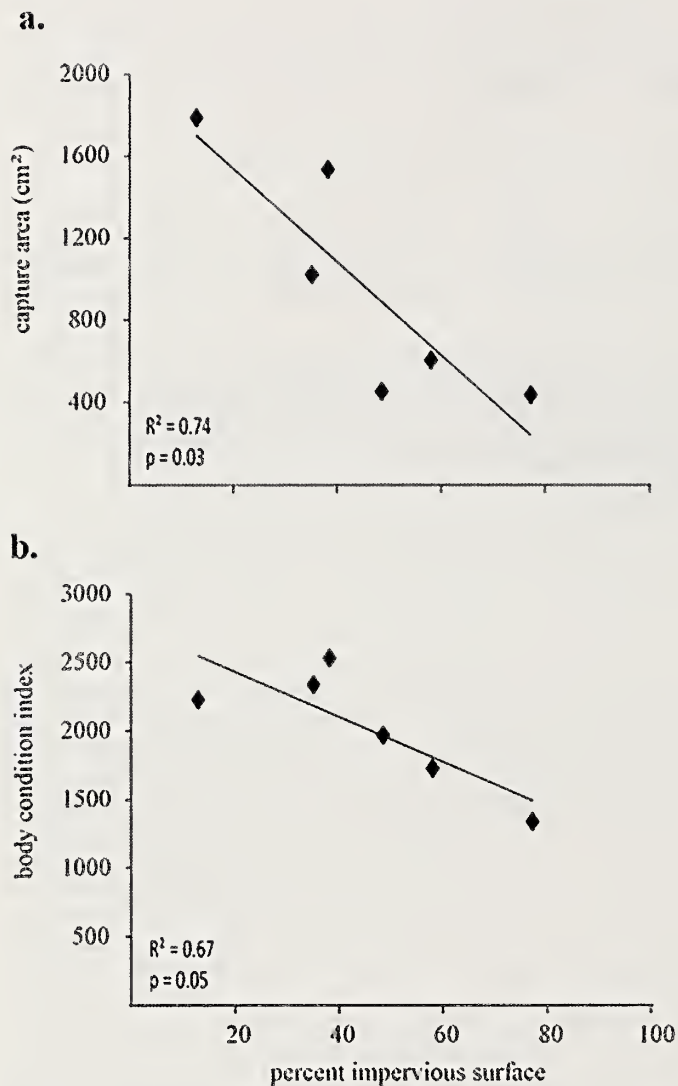 a.
2000
1600
1200
800
400
capture area (cm²)
R² = 0.74
p = 0.03
b.
3000
2500
2000
1500
1000
500
body condition index
R² = 0.67
p = 0.05
20 40 60 80 100
percent impervious surface